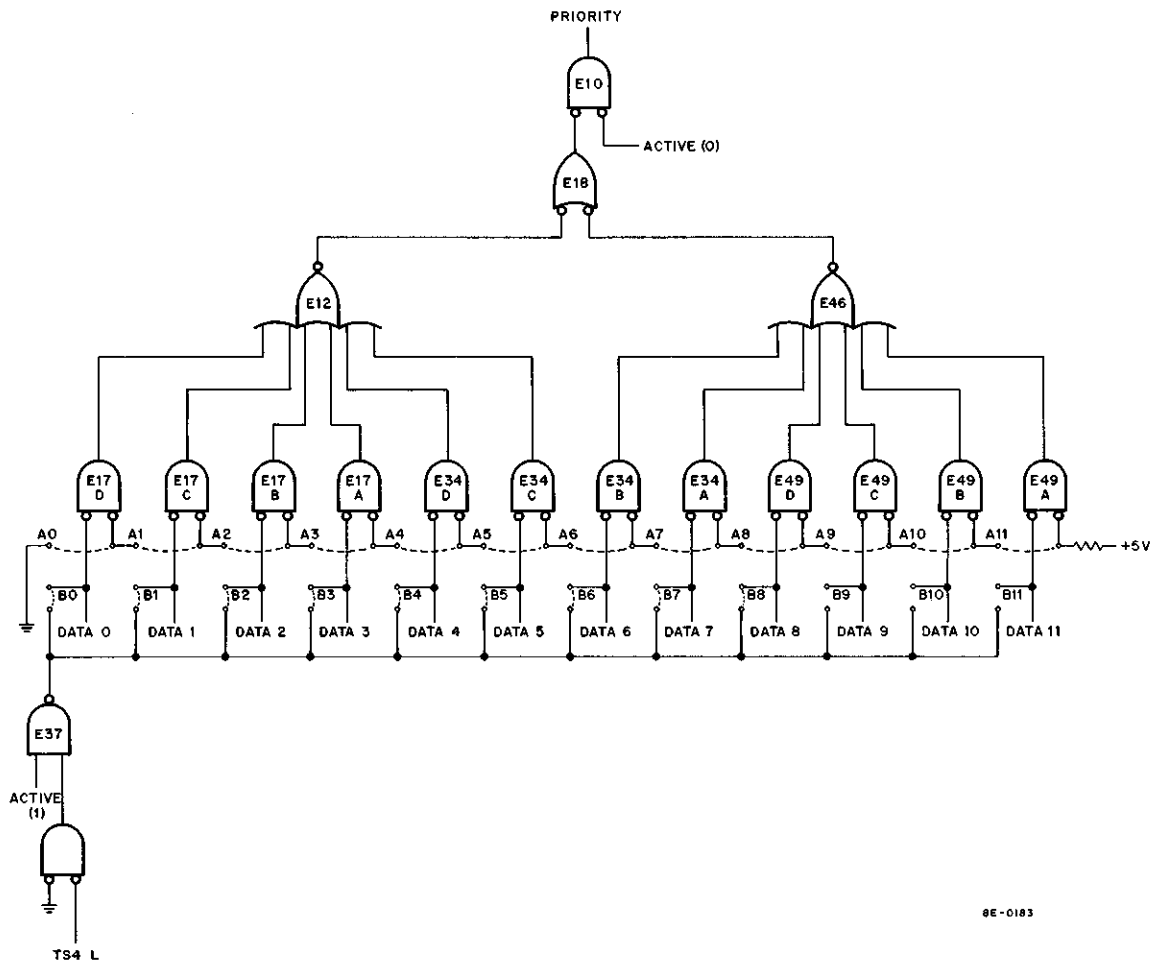 PRIORITY
E10
ACTIVE (0)
E18
E12
E46
E17 D
E17 C
E17 B
E17 A
E34 D
E34 C
E34 B
E34 A
E49 D
E49 C
E49 B
E49 A
A0
A1
A2
A3
A4
A5
A6
A7
A8
A9
A10
A11
+5V
B0
B1
B2
B3
B4
B5
B6
B7
B8
B9
B10
B11
DATA 0
DATA 1
DATA 2
DATA 3
DATA 4
DATA 5
DATA 6
DATA 7
DATA 8
DATA 9
DATA 10
DATA 11
E37
ACTIVE
(1)
8E-0183
TS4 L